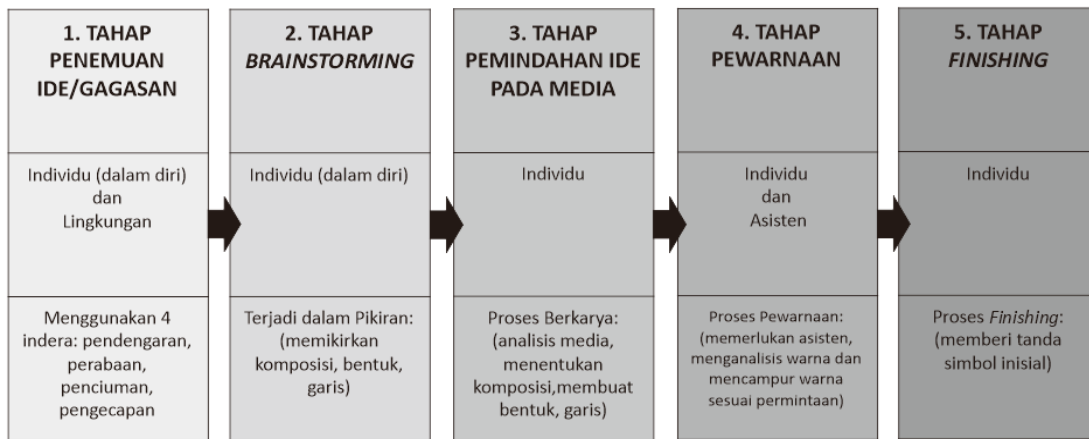 1. TAHAP
PENEMUAN
IDE/GAGASAN
Individu (dalam diri)
dan
Lingkungan
Menggunakan 4
indera: pendengaran,
perabaan,
penciuman,
pengecapan
2. TAHAP
BRAINSTORMING
Individu (dalam diri)
Terjadi dalam Pikiran:
(memikirkan
komposisi, bentuk,
garis)
3. TAHAP
PEMINDAHAN IDE
PADA MEDIA
Individu
Proses Berkarya:
(analisis media,
menentukan
komposisi,membuat
bentuk, garis)
4. TAHAP
PEWARNAAN
Individu
dan
Asisten
Proses Pewarnaan:
(memerlukan asisten,
menganalisis warna dan
mencampur warna
sesuai permintaan)
5. TAHAP
FINISHING
Individu
Proses Finishing:
(memberi tanda
simbol inisial)